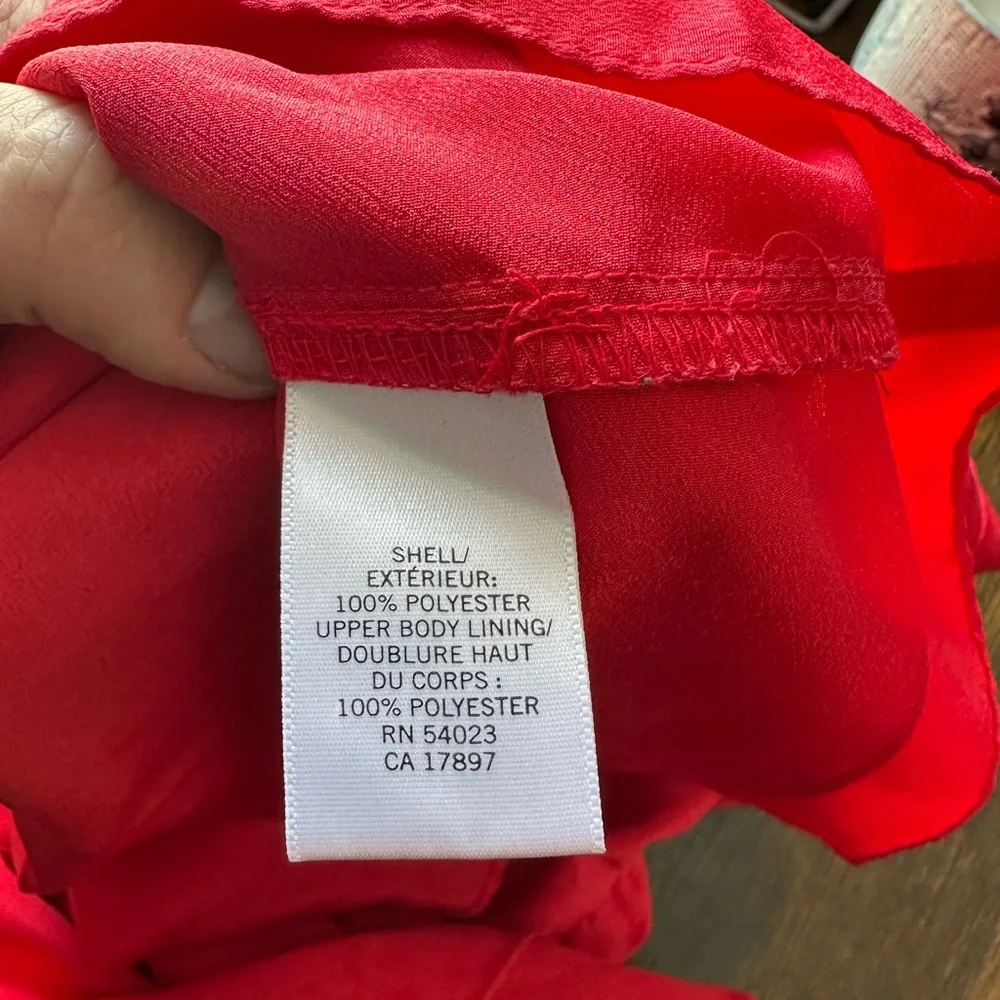 SHELL/
EXTÉRIEUR:
100% POLYESTER
UPPER BODY LINING/
DOUBLURE HAUT
DU CORPS :
100% POLYESTER
RN 54023
CA 17897